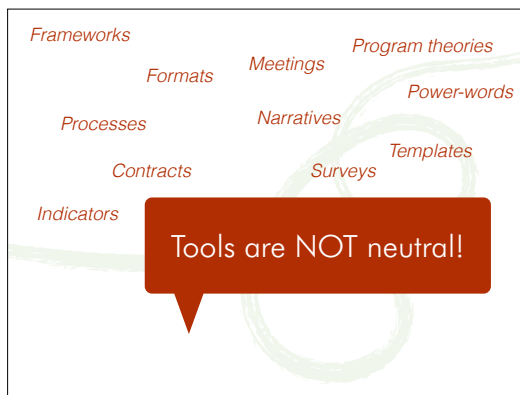 Frameworks
Program theories
Meetings
Formats
Power-words
Narratives
Processes
Templates
Contracts
Surveys
Indicators
Tools are NOT neutral!